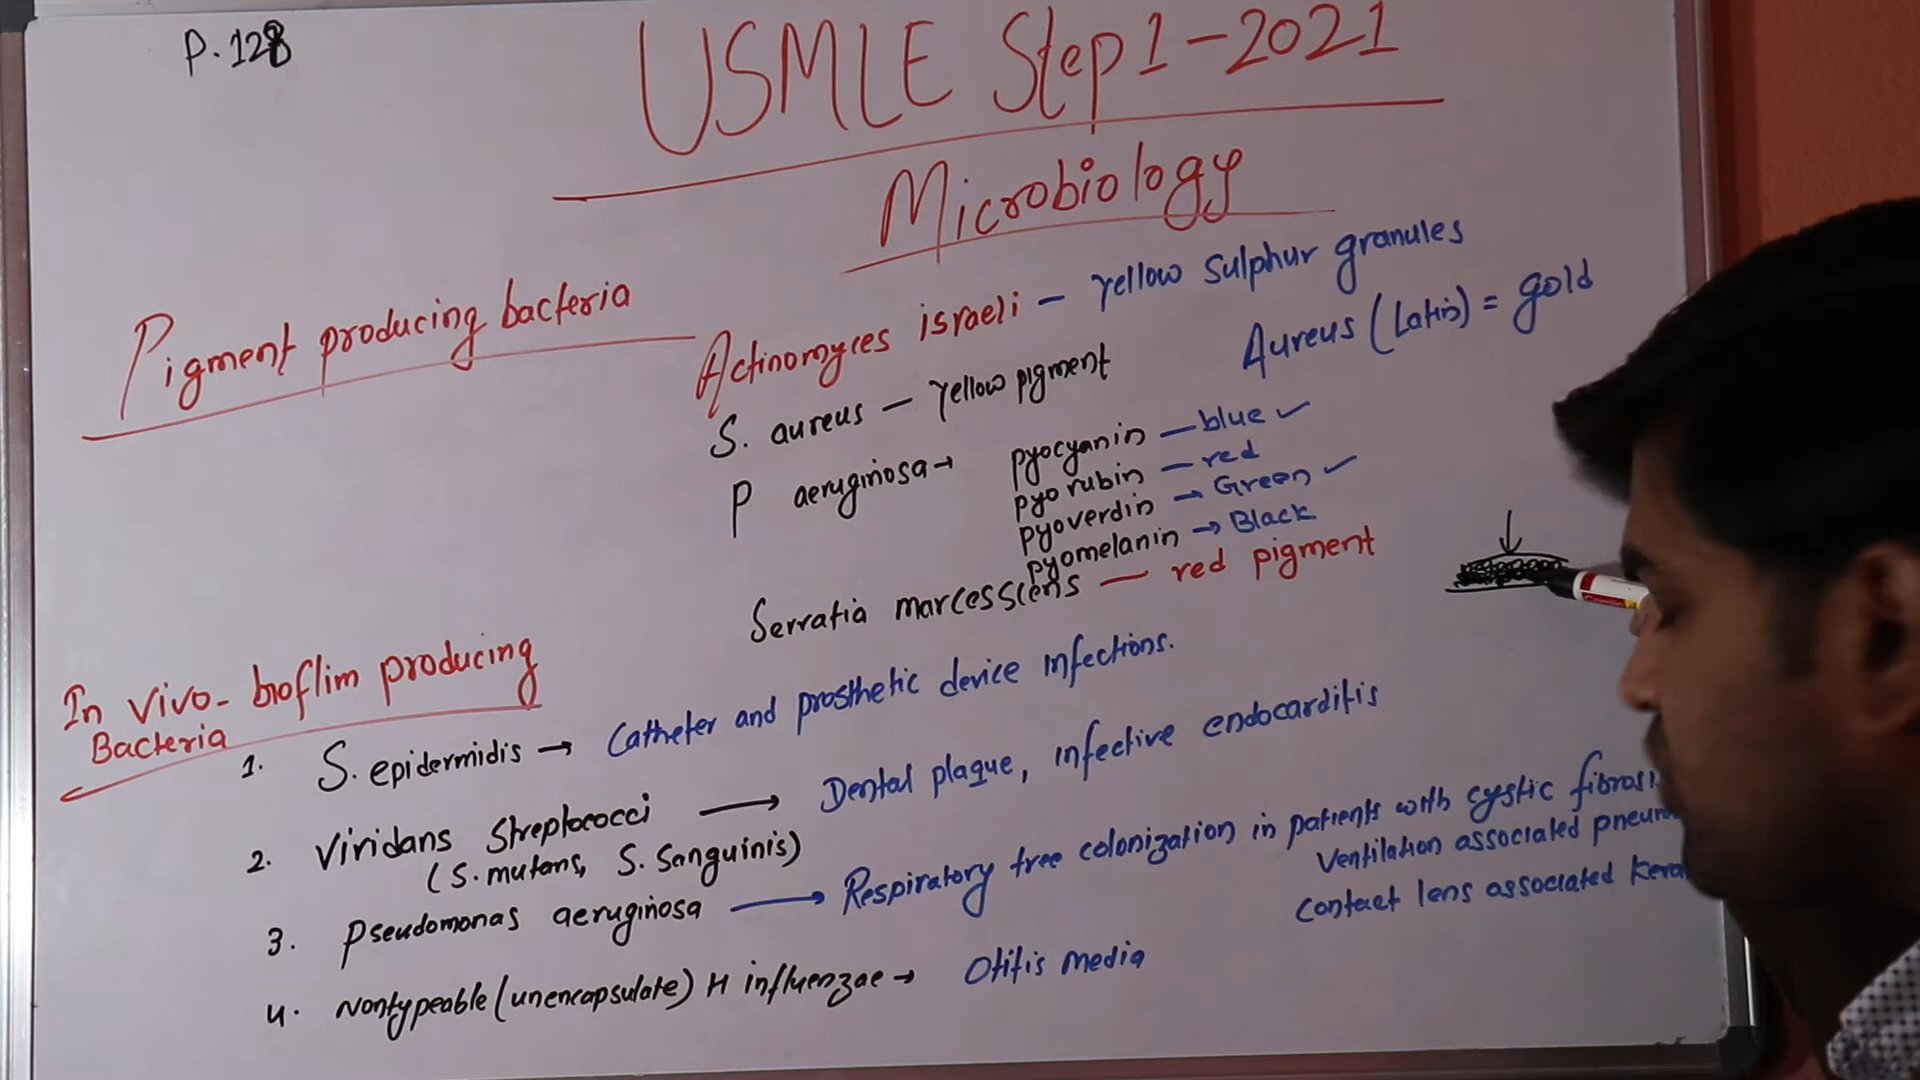 P.128
USMLE Step 1-2021
Microbiology
Pigment producing bacteria
Actinomyces israeli - yellow sulphur granules
S. aureus - yellow pigment
Aureus (Latin) = gold
P aeruginosa → pyocyanin - blue ✓
pyorubin - red
pyoverdin → Green ✓
pyomelanin → Black
Serratia marcesscens - red pigment
In vivo - bioflim producing
Bacteria
1. S. epidermidis → Catheter and prosthetic device infections.
2. Viridans Streptococci → Dental plaque, infective endocarditis
(S. mutans, S. Sanguinis)
3. Pseudomonas aeruginosa → Respiratory tree colonization in patients with cystic
Ventilation associated
Contact lens associated
4. Nontypeable (unencapsulate) H influenzae → Otitis media